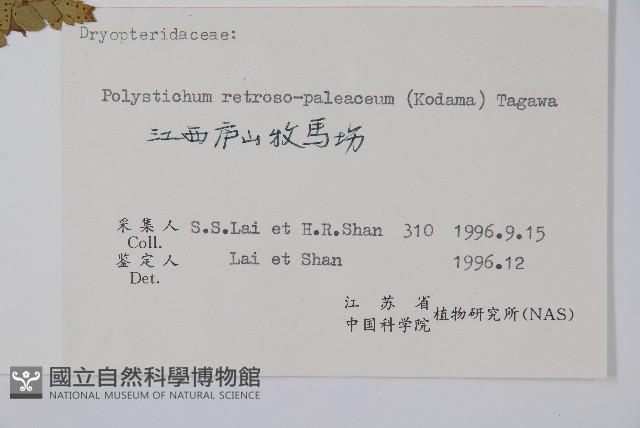 Dryopteridaceae:
Polystichum retroso-paleaceum (Kodama) Tagawa
江西庐山牧馬场
采集人 S.S.Lai et H.R.Shan 310 1996.9.15
Coll.
鉴定人 Lai et Shan 1996.12
Det.
江苏省
中国科学院 植物研究所(NAS)
國立自然科學博物館
NATIONAL MUSEUM OF NATURAL SCIENCE